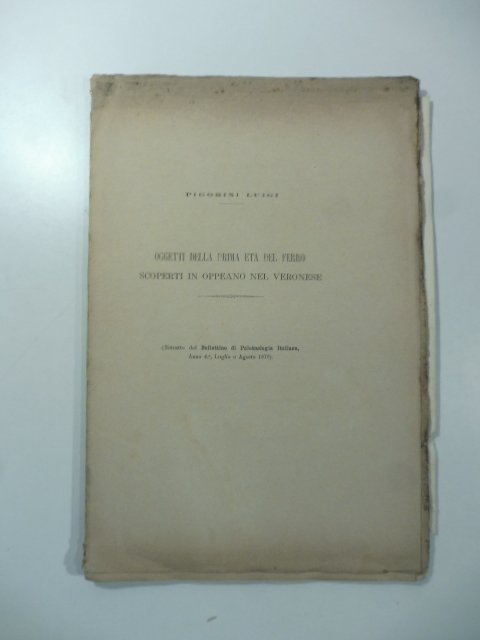 PIGORINI LUIGI
OGGETTI DELLA PRIMA ETÀ DEL FERRO
SCOPERTI IN OPPEANO NEL VERONESE
(Estratto dal Bullettino di Paletnologia Italiana,
Anno 4º, Luglio e Agosto 1878).